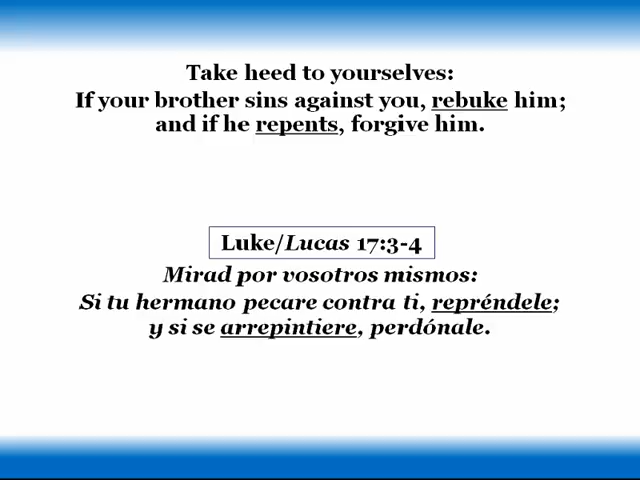 Take heed to yourselves:
If your brother sins against you, rebuke him;
and if he repents, forgive him.
Luke/Lucas 17:3-4
Mirad por vosotros mismos:
Si tu hermano pecare contra ti, repréndele;
y si se arrepintiere, perdónale.